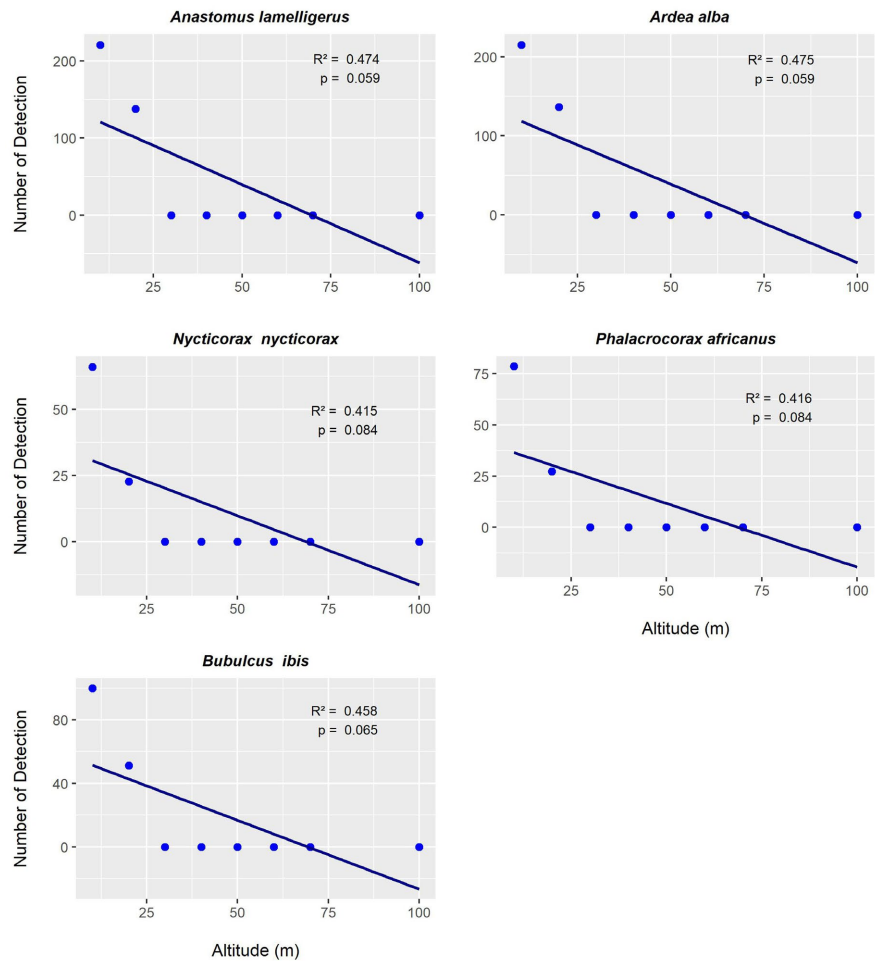 Anastomus lamelligerus
Number of Detection
200
100
0
R² = 0.474
p = 0.059
25 50 75 100
Ardea alba
200
100
0
R² = 0.475
p = 0.059
25 50 75 100
Nycticorax nycticorax
Number of Detection
50
25
0
R² = 0.415
p = 0.084
25 50 75 100
Phalacrocorax africanus
75
50
25
0
R² = 0.416
p = 0.084
25 50 75 100
Altitude (m)
Bubulcus ibis
Number of Detection
80
40
0
R² = 0.458
p = 0.065
25 50 75 100
Altitude (m)